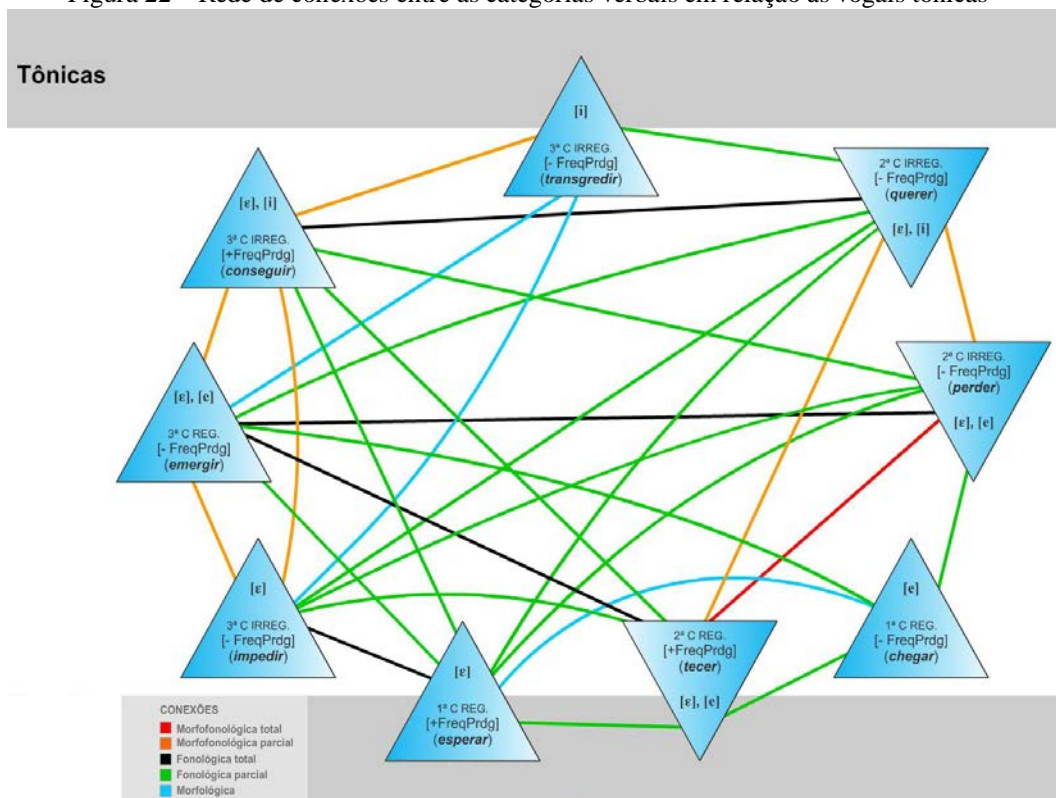 Figura 22 – Rede de conexões entre as categorias verbais em relação às vogais tônicas
Tônicas
[i]
3ª C IRREG.
[- FreqPrdg]
(transgredir)
[ɛ], [i]
3ª C IRREG.
[+FreqPrdg]
(conseguir)
2ª C IRREG.
[- FreqPrdg]
(querer)
[ɛ], [i]
[ɛ], [e]
3ª C REG.
[- FreqPrdg]
(emergir)
2ª C IRREG.
[- FreqPrdg]
(perder)
[ɛ], [e]
[ɛ]
3ª C IRREG.
[- FreqPrdg]
(impedir)
[ɛ]
1ª C REG.
[+FreqPrdg]
(esperar)
2ª C REG.
[+FreqPrdg]
(tecer)
[ɛ], [e]
[e]
1ª C REG.
[- FreqPrdg]
(chegar)
CONEXÕES
Morfofonológica total
Morfofonológica parcial
Fonológica total
Fonológica parcial
Morfológica